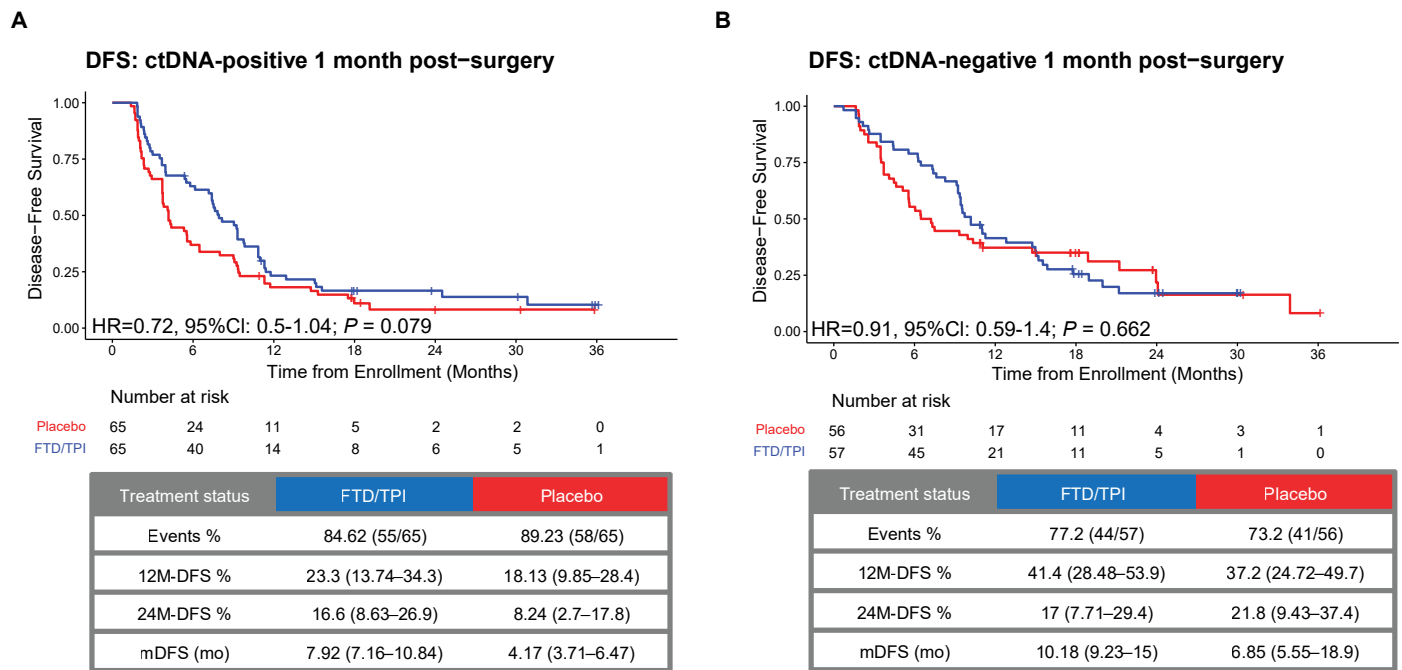 A
DFS: ctDNA-positive 1 month post−surgery
1.00
0.75
0.50
0.25
0.00
Disease−Free Survival
HR=0.72, 95%CI: 0.5-1.04; P = 0.079
0 6 12 18 24 30 36
Time from Enrollment (Months)
Number at risk
Placebo 65 24 11 5 2 2 0
FTD/TPI 65 40 14 8 6 5 1
Treatment status FTD/TPI Placebo
Events % 84.62 (55/65) 89.23 (58/65)
12M-DFS % 23.3 (13.74–34.3) 18.13 (9.85–28.4)
24M-DFS % 16.6 (8.63–26.9) 8.24 (2.7–17.8)
mDFS (mo) 7.92 (7.16–10.84) 4.17 (3.71–6.47)
B
DFS: ctDNA-negative 1 month post−surgery
1.00
0.75
0.50
0.25
0.00
Disease−Free Survival
HR=0.91, 95%CI: 0.59-1.4; P = 0.662
0 6 12 18 24 30 36
Time from Enrollment (Months)
Number at risk
Placebo 56 31 17 11 4 3 1
FTD/TPI 57 45 21 11 5 1 0
Treatment status FTD/TPI Placebo
Events % 77.2 (44/57) 73.2 (41/56)
12M-DFS % 41.4 (28.48–53.9) 37.2 (24.72–49.7)
24M-DFS % 17 (7.71–29.4) 21.8 (9.43–37.4)
mDFS (mo) 10.18 (9.23–15) 6.85 (5.55–18.9)